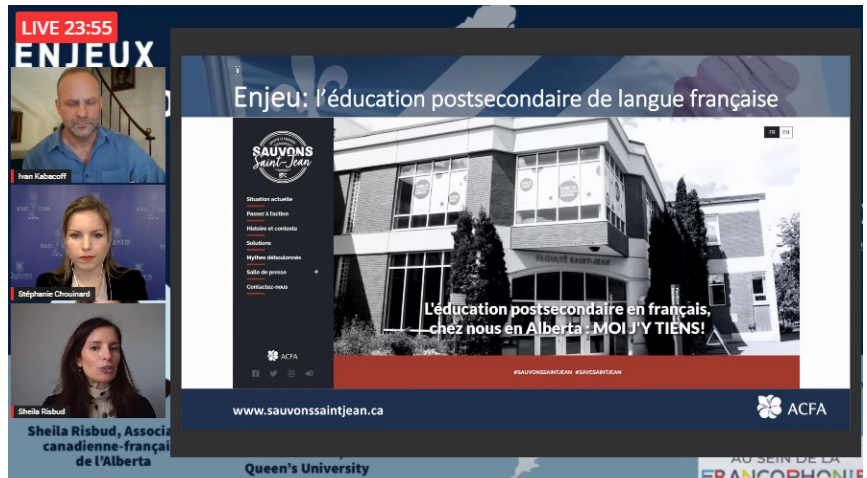 LIVE 23:55
ENJEUX
Ivan Kabacoff
Stéphanie Chouinard
Sheila Risbud
Sheila Risbud, Associa
canadienne-françai
de l'Alberta
Queen's University
Enjeu: l'éducation postsecondaire de langue française
SAUVONS
Saint-Jean
FR EN
Situation actuelle
Passez à l'action
Histoire et contexte
Solutions
Mythes déboulonnés
Salle de presse +
Contactez-nous
ACFA
FACULTÉ SAINT-JEAN
L'éducation postsecondaire en français,
chez nous en Alberta : MOI J'Y TIENS!
#SAUVONSSAINTJEAN #SAVESAINTJEAN
www.sauvonssaintjean.ca
ACFA
AU SEIN DE LA
FRANCOPHONIE